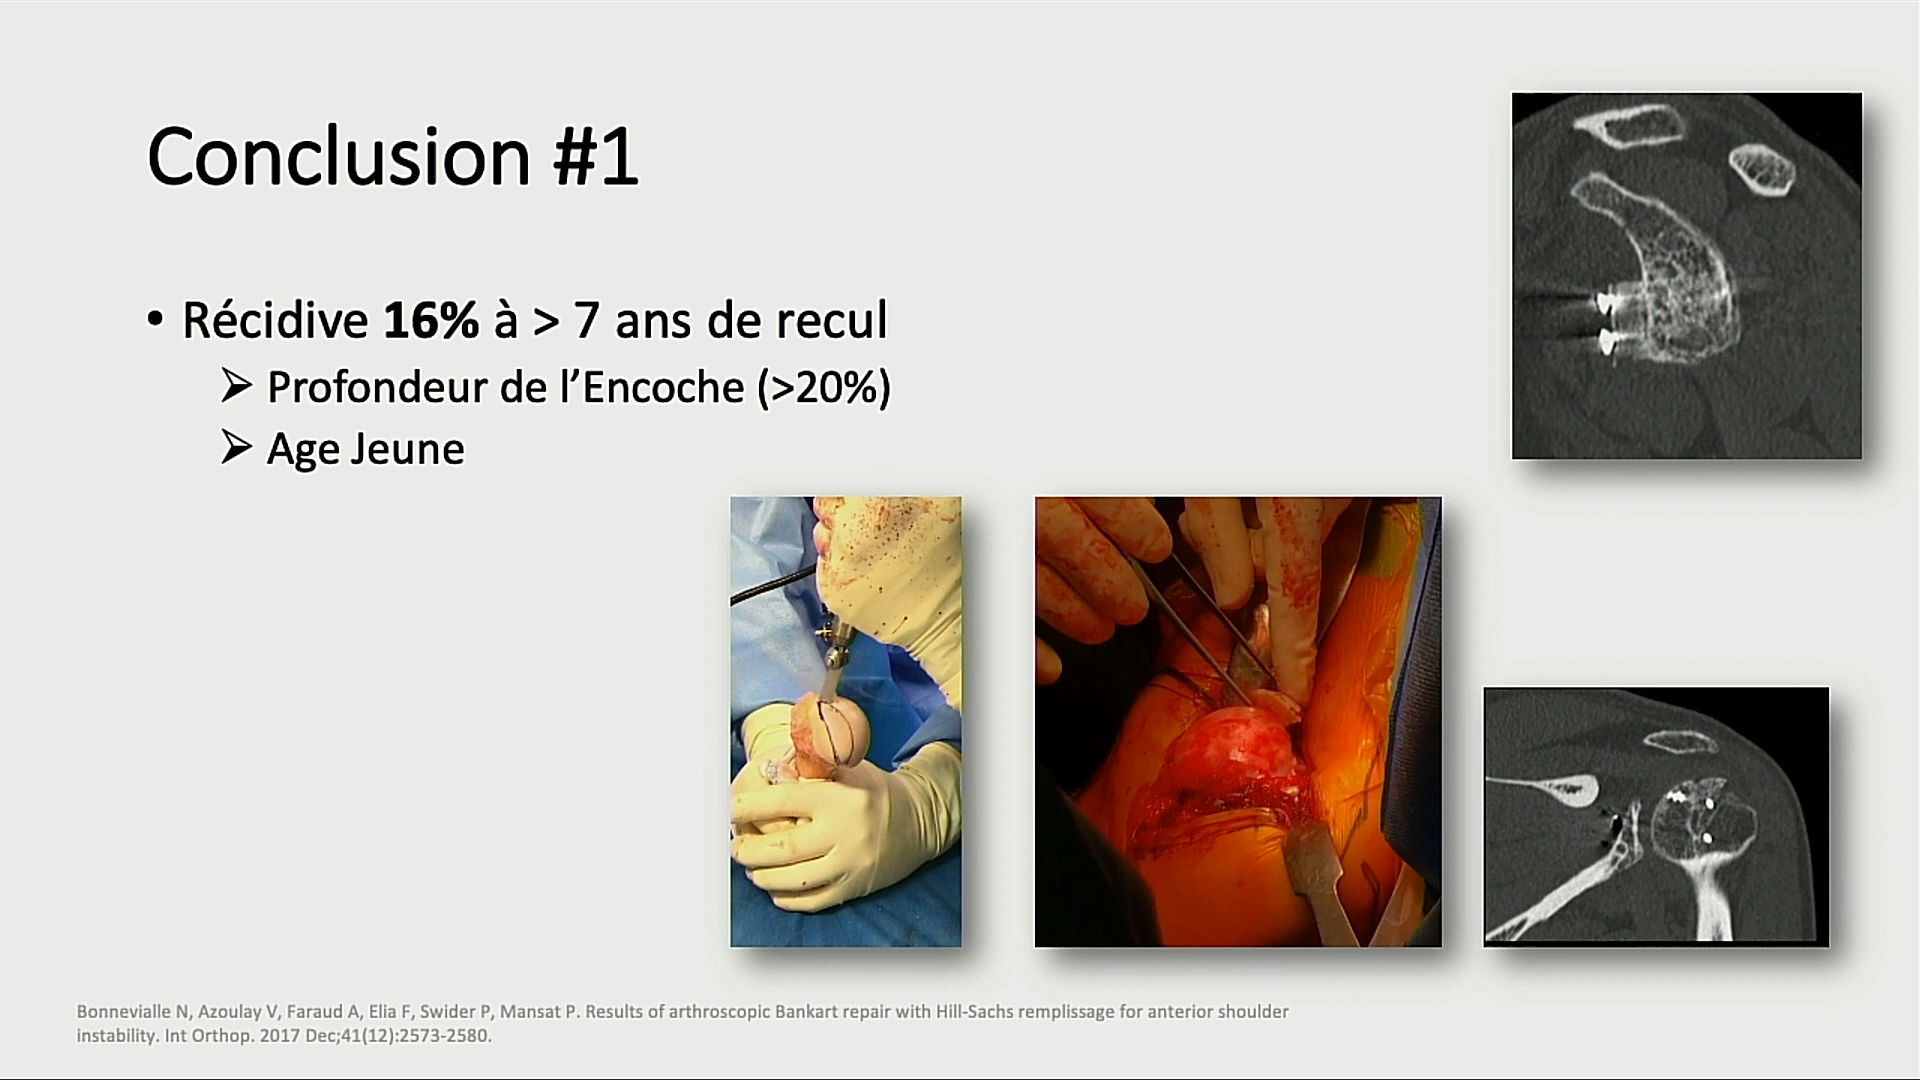 Conclusion #1
• Récidive 16% à > 7 ans de recul
➢ Profondeur de l’Encoche (>20%)
➢ Age Jeune
Bonnevialle N, Azoulay V, Faraud A, Elia F, Swider P, Mansat P. Results of arthroscopic Bankart repair with Hill-Sachs remplissage for anterior shoulder
instability. Int Orthop. 2017 Dec;41(12):2573-2580.